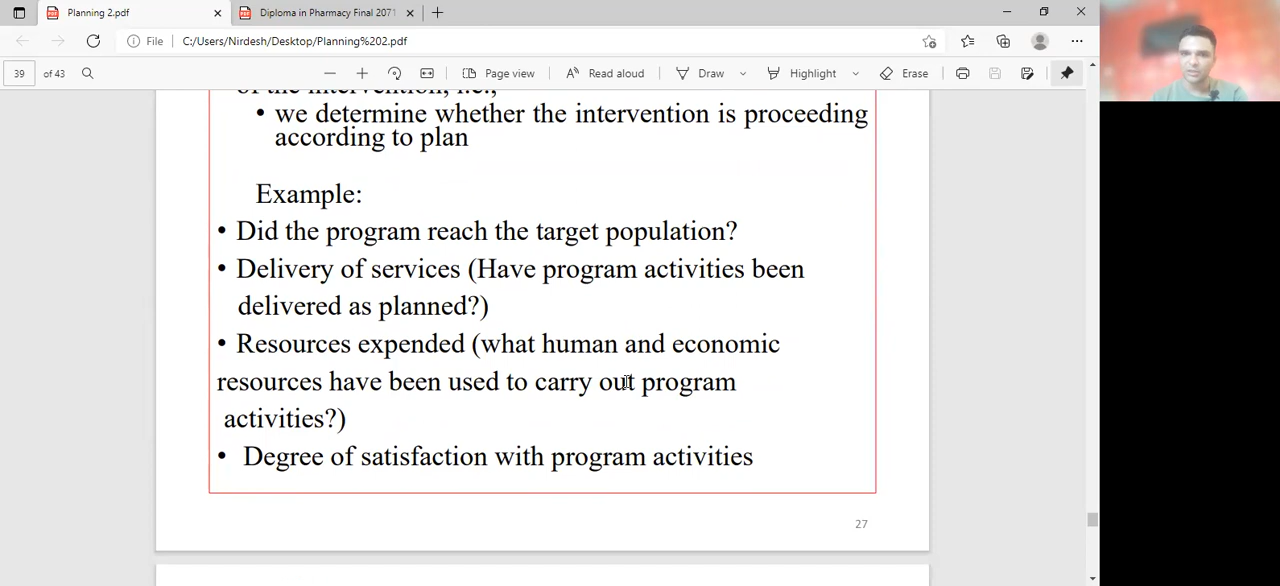 Planning 2.pdf
Diploma in Pharmacy Final 2071
File
C:/Users/Nirdesh/Desktop/Planning%202.pdf
39 of 43
Page view
Read aloud
Draw
Highlight
Erase
of the intervention, i.e.,
• we determine whether the intervention is proceeding
according to plan
Example:
• Did the program reach the target population?
• Delivery of services (Have program activities been
delivered as planned?)
• Resources expended (what human and economic
resources have been used to carry out program
activities?)
• Degree of satisfaction with program activities
27